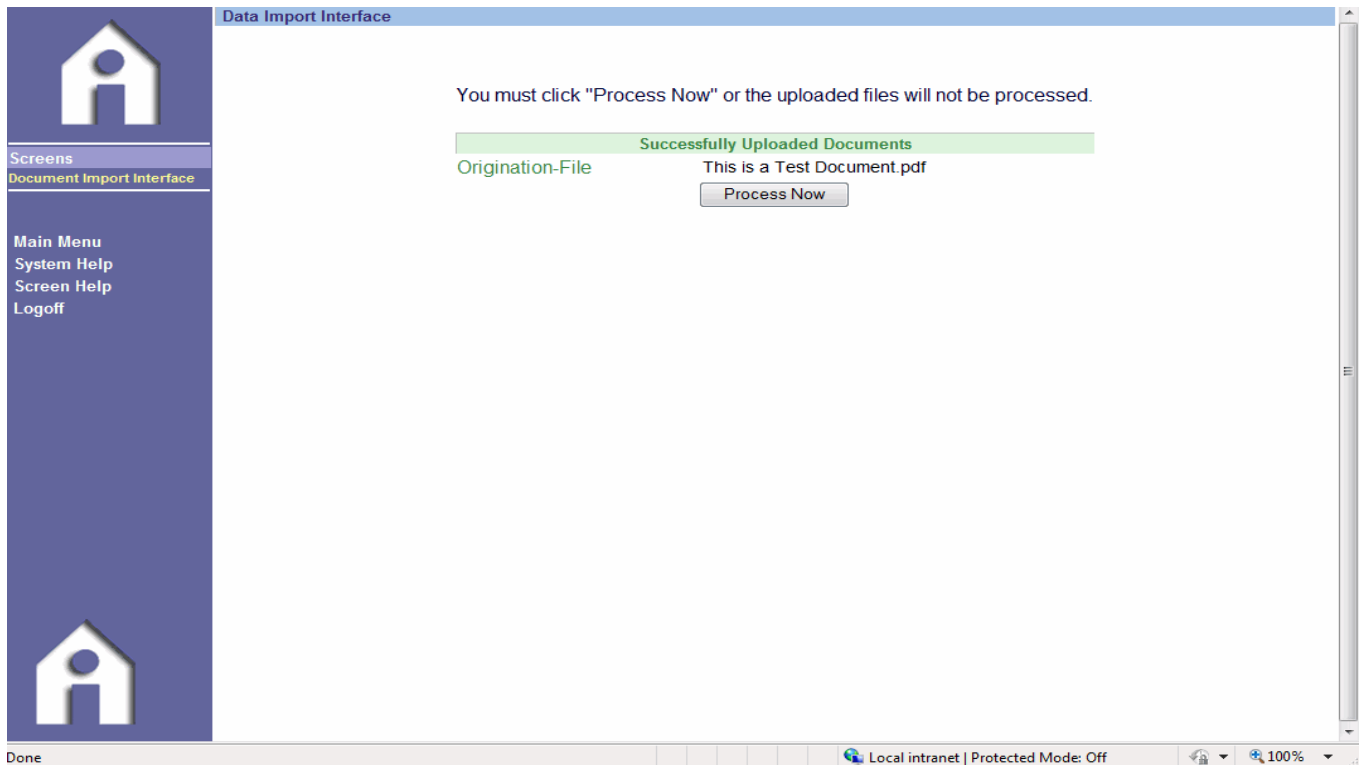 Data Import Interface
You must click "Process Now" or the uploaded files will not be processed.
Successfully Uploaded Documents
Origination-File This is a Test Document.pdf
Process Now
Screens
Document Import Interface
Main Menu
System Help
Screen Help
Logoff
Done Local intranet | Protected Mode: Off 100%